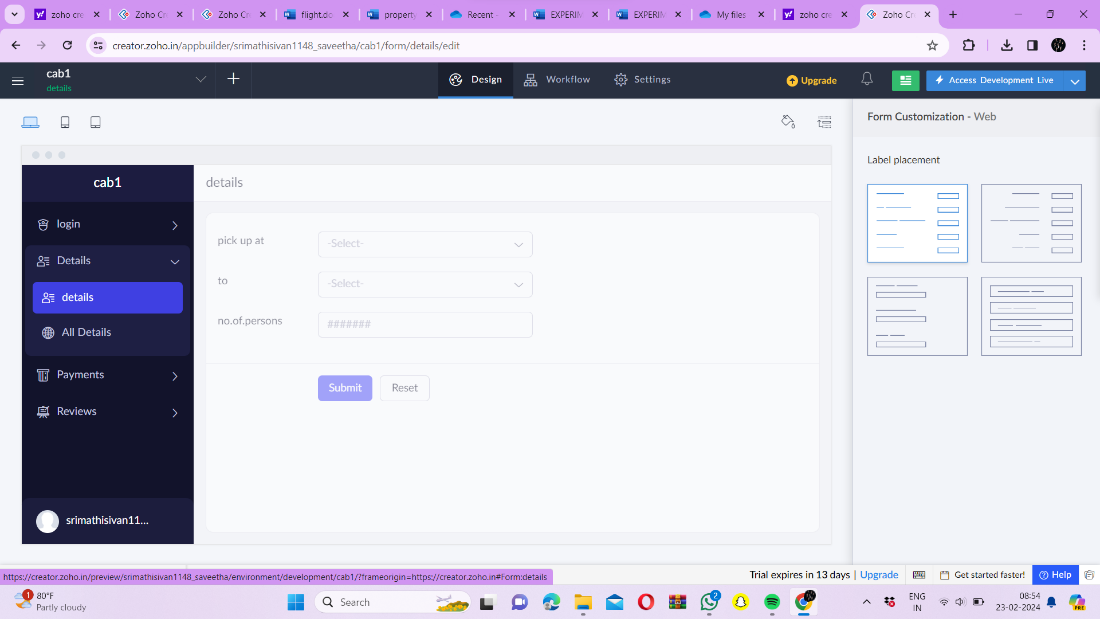 zoho cre
Zoho Cr
Zoho Cr
flight.do
property
Recent -
EXPERIM
EXPERIM
My files
zoho cre
Zoho Cr
creator.zoho.in/appbuilder/srimathisivan1148_saveetha/cab1/form/details/edit
cab1
details
Design
Workflow
Settings
Upgrade
Access Development Live
Form Customization - Web
Label placement
cab1
details
login
Details
details
All Details
Payments
Reviews
srimathisivan11...
pick up at
-Select-
to
-Select-
no.of.persons
#######
Submit
Reset
https://creator.zoho.in/preview/srimathisivan1148_saveetha/environment/development/cab1/?frameorigin=https://creator.zoho.in#Form:details
Trial expires in 13 days | Upgrade
Get started faster!
Help
1
80°F
Partly cloudy
Search
2
ENG
IN
08:54
23-02-2024